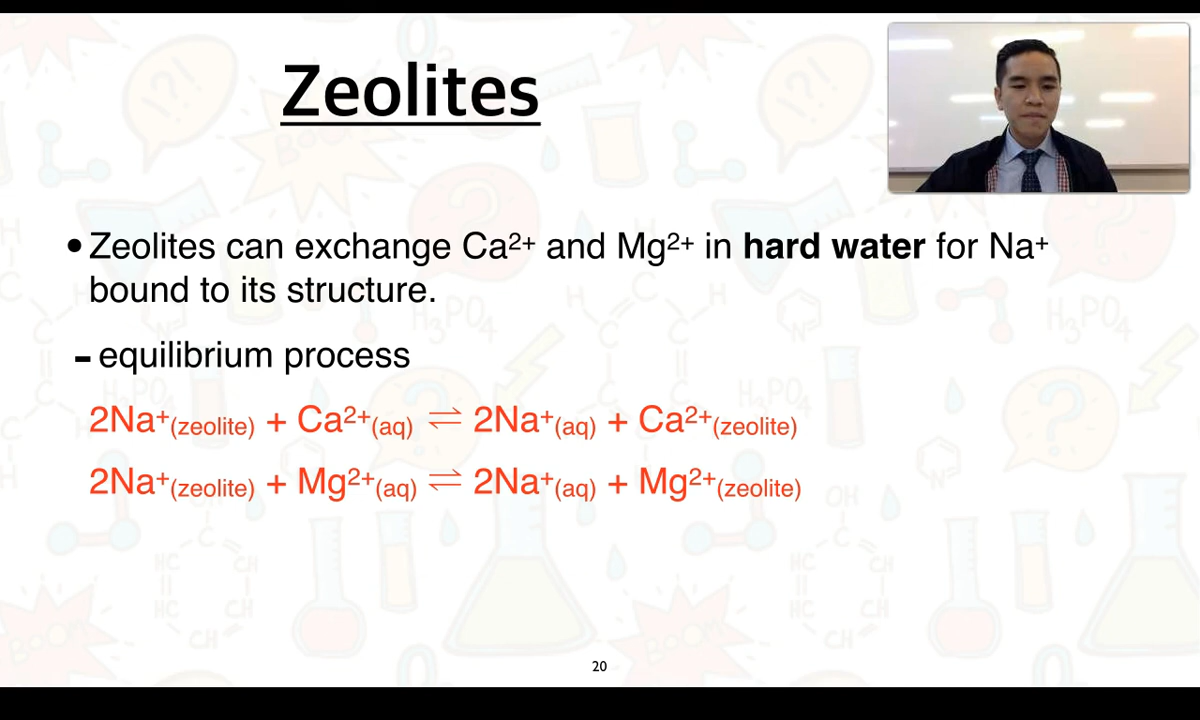 Zeolites
• Zeolites can exchange Ca²⁺ and Mg²⁺ in hard water for Na⁺
bound to its structure.
- equilibrium process
2Na⁺(zeolite) + Ca²⁺(aq) ⇌ 2Na⁺(aq) + Ca²⁺(zeolite)
2Na⁺(zeolite) + Mg²⁺(aq) ⇌ 2Na⁺(aq) + Mg²⁺(zeolite)
20